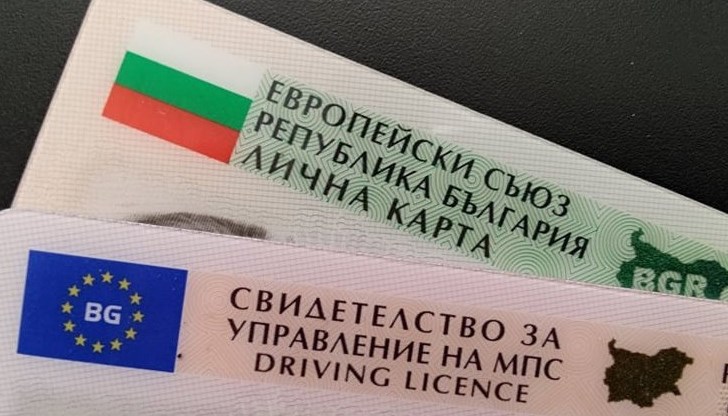 ЕВРОПЕЙСКИ СЪЮЗ
РЕПУБЛИКА БЪЛГАРИЯ
ЛИЧНА КАРТА
BGR
BG
СВИДЕТЕЛСТВО ЗА
УПРАВЛЕНИЕ НА МПС
DRIVING LICENCE